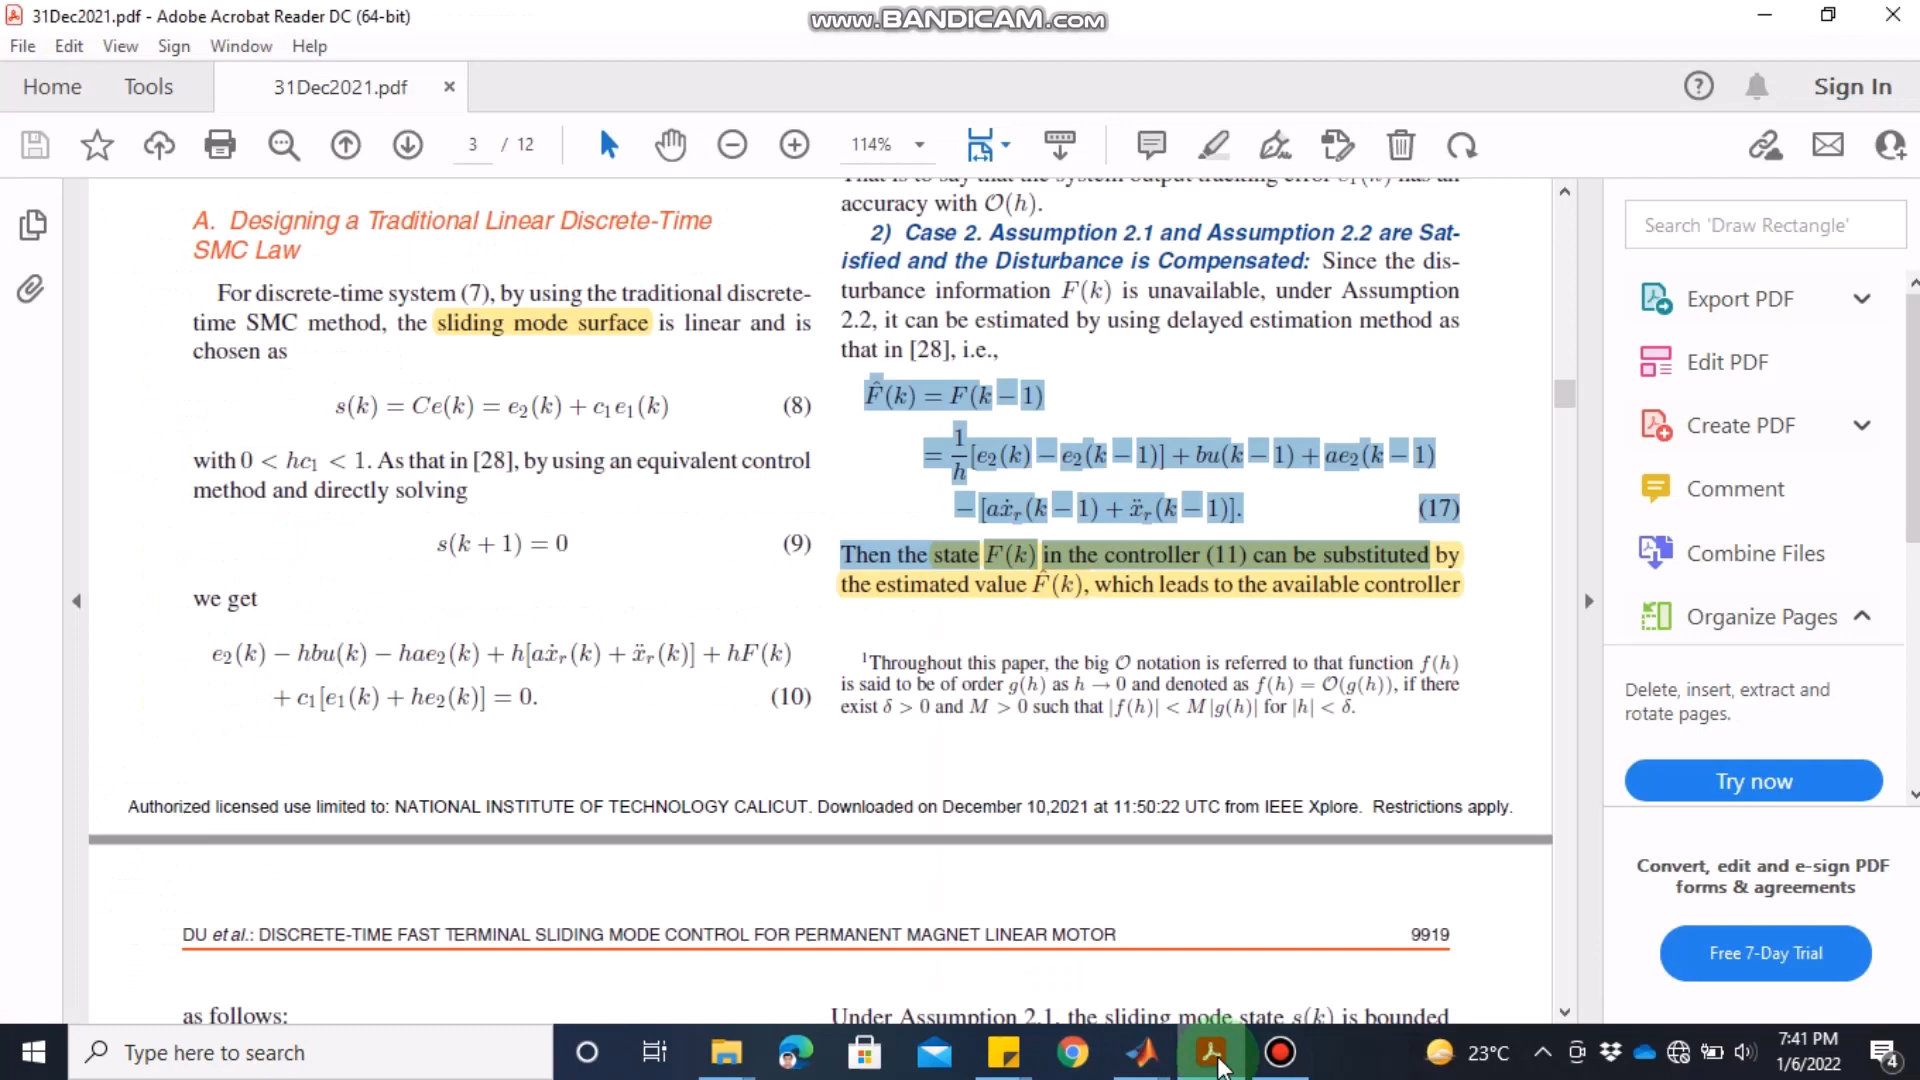 31Dec2021.pdf - Adobe Acrobat Reader DC (64-bit)
www.BANDICAM.com
File Edit View Sign Window Help
Home Tools 31Dec2021.pdf × Sign In
3 / 12 114%
A. Designing a Traditional Linear Discrete-Time
SMC Law
For discrete-time system (7), by using the traditional discrete-
time SMC method, the sliding mode surface is linear and is
chosen as
s(k) = Ce(k) = e₂(k) + c₁e₁(k) (8)
with 0 < hc₁ < 1. As that in [28], by using an equivalent control
method and directly solving
s(k + 1) = 0 (9)
we get
e₂(k) − hbu(k) − hae₂(k) + h[aẋᵣ(k) + ẍᵣ(k)] + hF(k)
+ c₁[e₁(k) + he₂(k)] = 0. (10)
accuracy with 𝒪(h).
2) Case 2. Assumption 2.1 and Assumption 2.2 are Sat-
isfied and the Disturbance is Compensated: Since the dis-
turbance information F(k) is unavailable, under Assumption
2.2, it can be estimated by using delayed estimation method as
that in [28], i.e.,
F̂(k) = F(k − 1)
= 1/h [e₂(k) − e₂(k − 1)] + bu(k − 1) + ae₂(k − 1)
− [aẋᵣ(k − 1) + ẍᵣ(k − 1)]. (17)
Then the state F(k) in the controller (11) can be substituted by
the estimated value F̂(k), which leads to the available controller
¹Throughout this paper, the big 𝒪 notation is referred to that function f(h)
is said to be of order g(h) as h → 0 and denoted as f(h) = 𝒪(g(h)), if there
exist δ > 0 and M > 0 such that |f(h)| < M|g(h)| for |h| < δ.
Authorized licensed use limited to: NATIONAL INSTITUTE OF TECHNOLOGY CALICUT. Downloaded on December 10,2021 at 11:50:22 UTC from IEEE Xplore. Restrictions apply.
DU et al.: DISCRETE-TIME FAST TERMINAL SLIDING MODE CONTROL FOR PERMANENT MAGNET LINEAR MOTOR 9919
as follows:
Under Assumption 2.1, the sliding mode state s(k) is bounded
Search 'Draw Rectangle'
Export PDF
Edit PDF
Create PDF
Comment
Combine Files
Organize Pages
Delete, insert, extract and
rotate pages.
Try now
Convert, edit and e-sign PDF
forms & agreements
Free 7-Day Trial
Type here to search
23°C
7:41 PM
1/6/2022
4